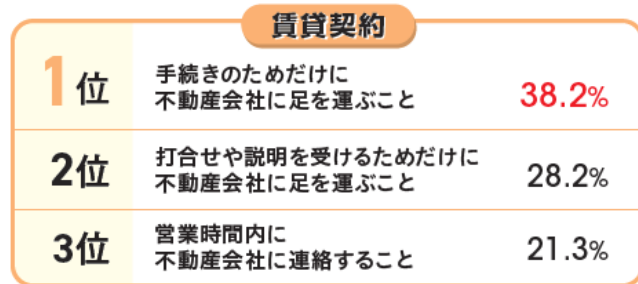 賃貸契約
1位
手続きのためだけに
不動産会社に足を運ぶこと
38.2%
2位
打合せや説明を受けるためだけに
不動産会社に足を運ぶこと
28.2%
3位
営業時間内に
不動産会社に連絡すること
21.3%